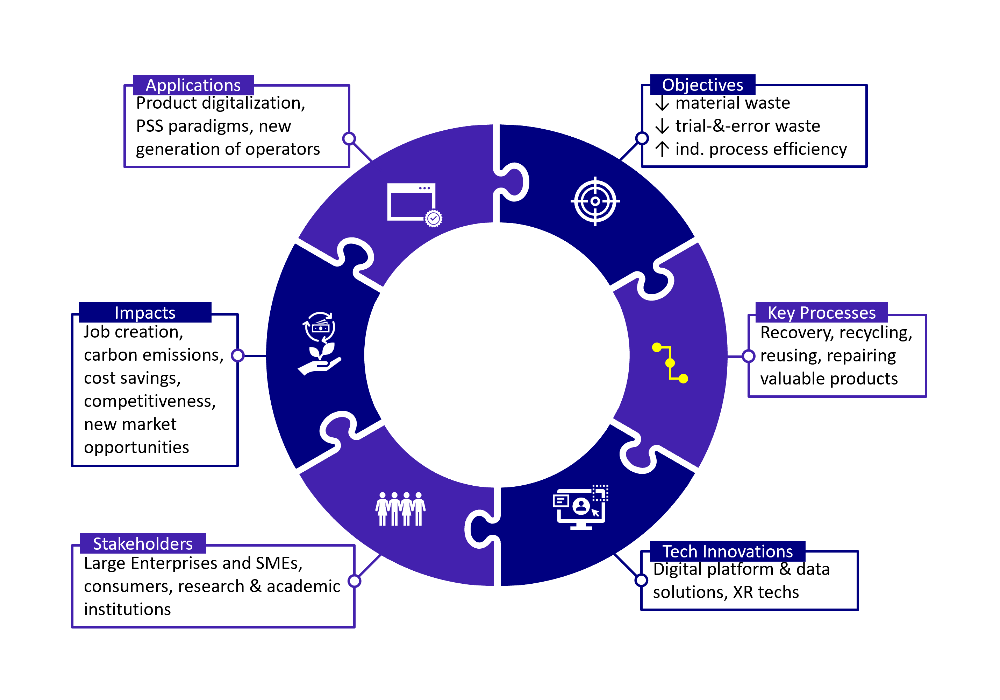 Applications
Product digitalization,
PSS paradigms, new
generation of operators
Objectives
↓ material waste
↓ trial-&-error waste
↑ ind. process efficiency
Impacts
Job creation,
carbon emissions,
cost savings,
competitiveness,
new market
opportunities
Key Processes
Recovery, recycling,
reusing, repairing
valuable products
Stakeholders
Large Enterprises and SMEs,
consumers, research & academic
institutions
Tech Innovations
Digital platform & data
solutions, XR techs